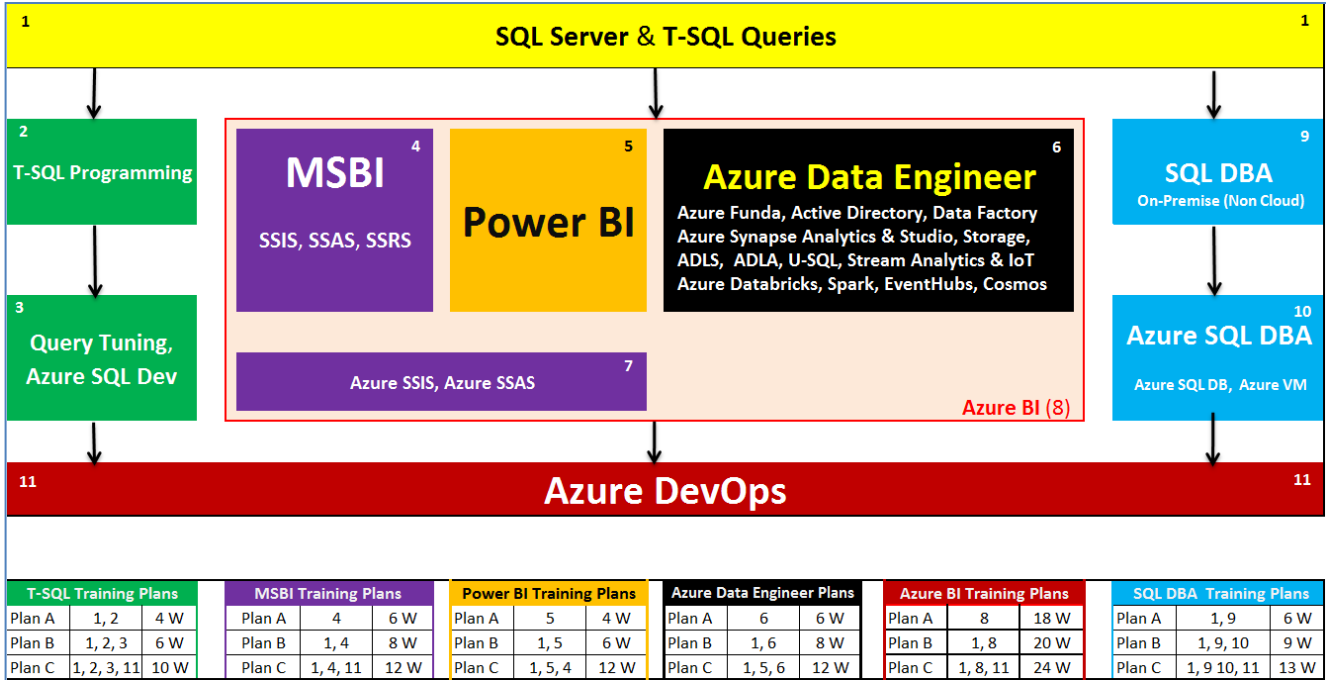 1 1
SQL Server & T-SQL Queries
2
T-SQL Programming
3
Query Tuning,
Azure SQL Dev
4
MSBI
SSIS, SSAS, SSRS
5
Power BI
6
Azure Data Engineer
Azure Funda, Active Directory, Data Factory
Azure Synapse Analytics & Studio, Storage,
ADLS, ADLA, U-SQL, Stream Analytics & IoT
Azure Databricks, Spark, EventHubs, Cosmos
7
Azure SSIS, Azure SSAS
Azure BI (8)
9
SQL DBA
On-Premise (Non Cloud)
10
Azure SQL DBA
Azure SQL DB, Azure VM
11 11
Azure DevOps
T-SQL Training Plans
Plan A 1, 2 4 W
Plan B 1, 2, 3 6 W
Plan C 1, 2, 3, 11 10 W
MSBI Training Plans
Plan A 4 6 W
Plan B 1, 4 8 W
Plan C 1, 4, 11 12 W
Power BI Training Plans
Plan A 5 4 W
Plan B 1, 5 6 W
Plan C 1, 5, 4 12 W
Azure Data Engineer Plans
Plan A 6 6 W
Plan B 1, 6 8 W
Plan C 1, 5, 6 12 W
Azure BI Training Plans
Plan A 8 18 W
Plan B 1, 8 20 W
Plan C 1, 8, 11 24 W
SQL DBA Training Plans
Plan A 1, 9 6 W
Plan B 1, 9, 10 9 W
Plan C 1, 9 10, 11 13 W